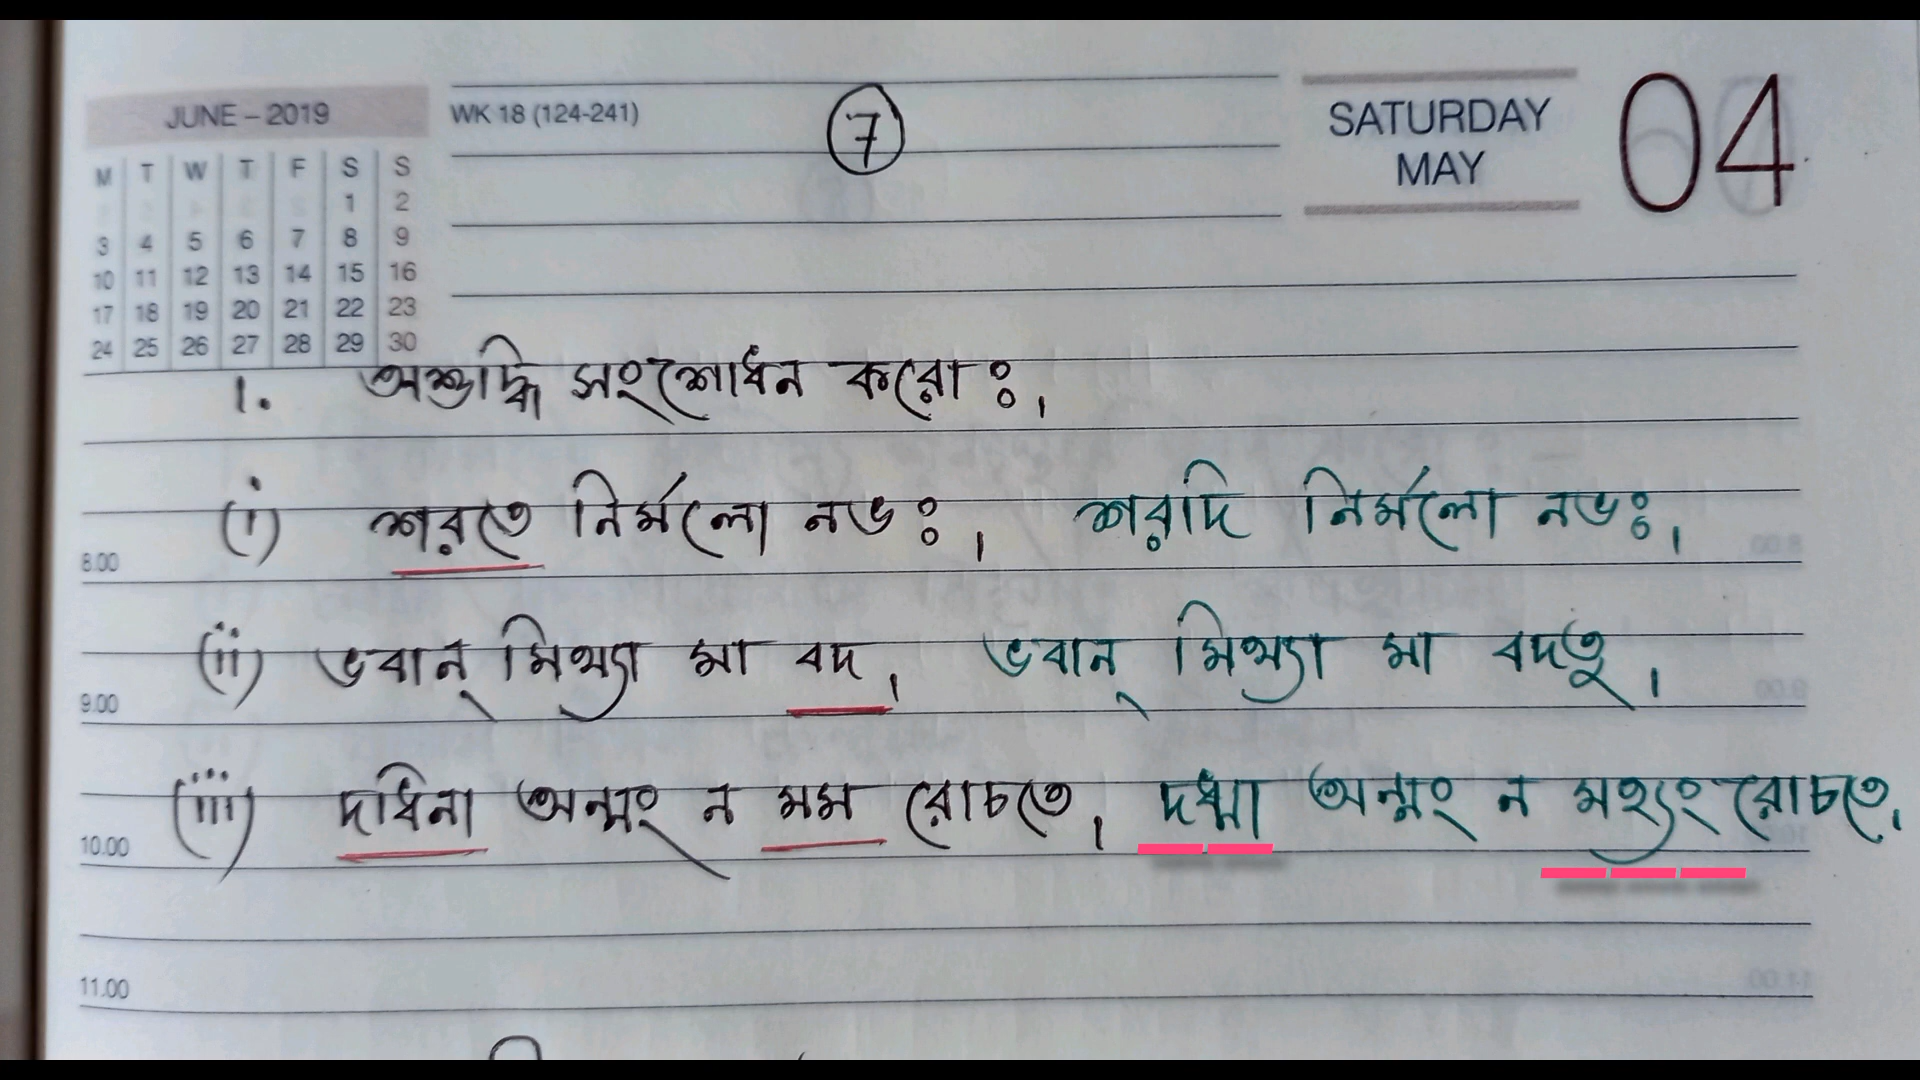 JUNE – 2019
WK 18 (124-241)
7
SATURDAY
MAY
04
M T W T F S S
1 2
3 4 5 6 7 8 9
10 11 12 13 14 15 16
17 18 19 20 21 22 23
24 25 26 27 28 29 30
1. অশুদ্ধি সংশোধন করো ঃ।
(i) শরতে নির্মলো নভঃ। শরদি নির্মলো নভঃ।
8.00
(ii) ভবান্ মিথ্যা মা বদ। ভবান্ মিথ্যা মা বদতু।
9.00
(iii) দধিনা অন্নং ন মম রোচতে। দধ্না অন্নং ন মহ্যং রোচতে।
10.00
11.00